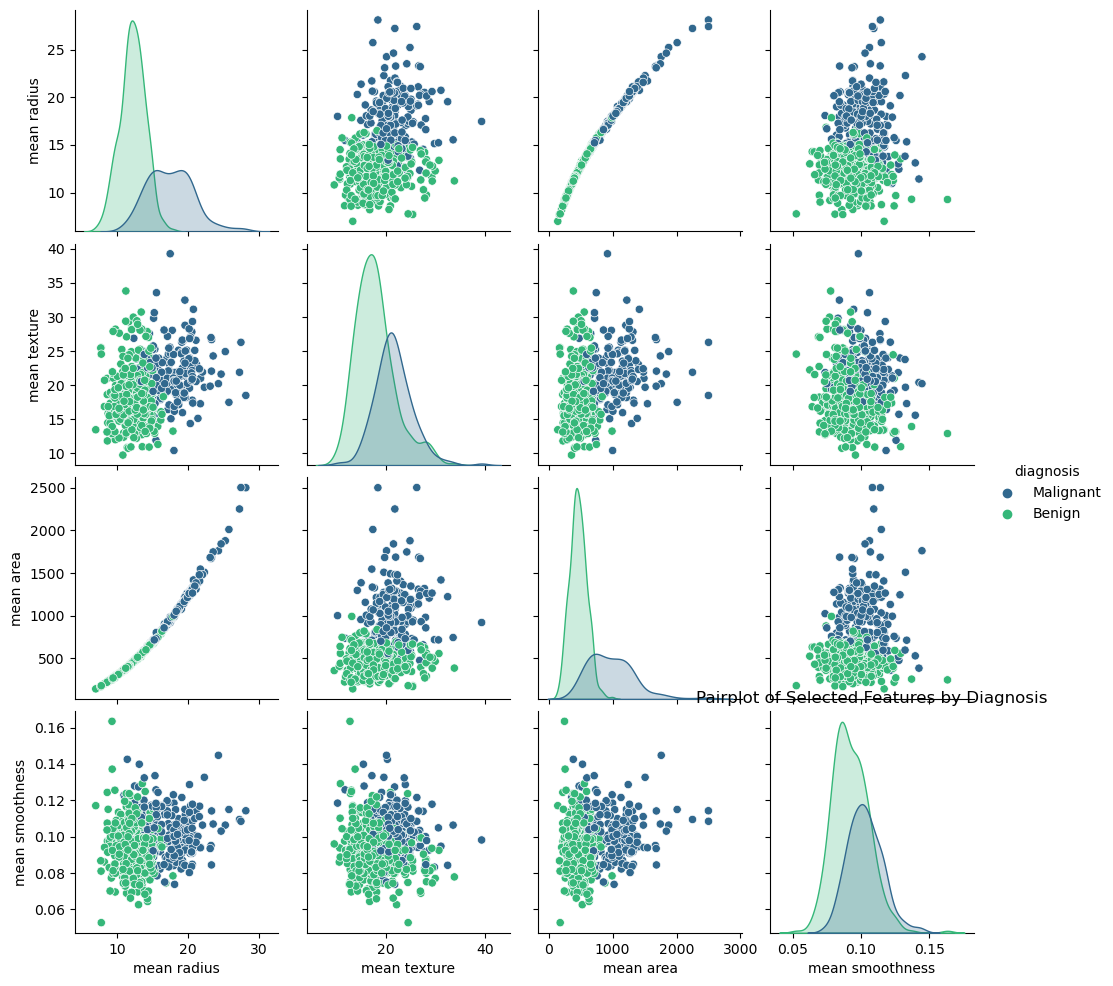 mean radius
25
20
15
10
mean texture
40
35
30
25
20
15
10
diagnosis
Malignant
Benign
mean area
2500
2000
1500
1000
500
Pairplot of Selected Features by Diagnosis
mean smoothness
0.16
0.14
0.12
0.10
0.08
0.06
10 20 30 20 40 0 1000 2000 3000 0.05 0.10 0.15
mean radius mean texture mean area mean smoothness